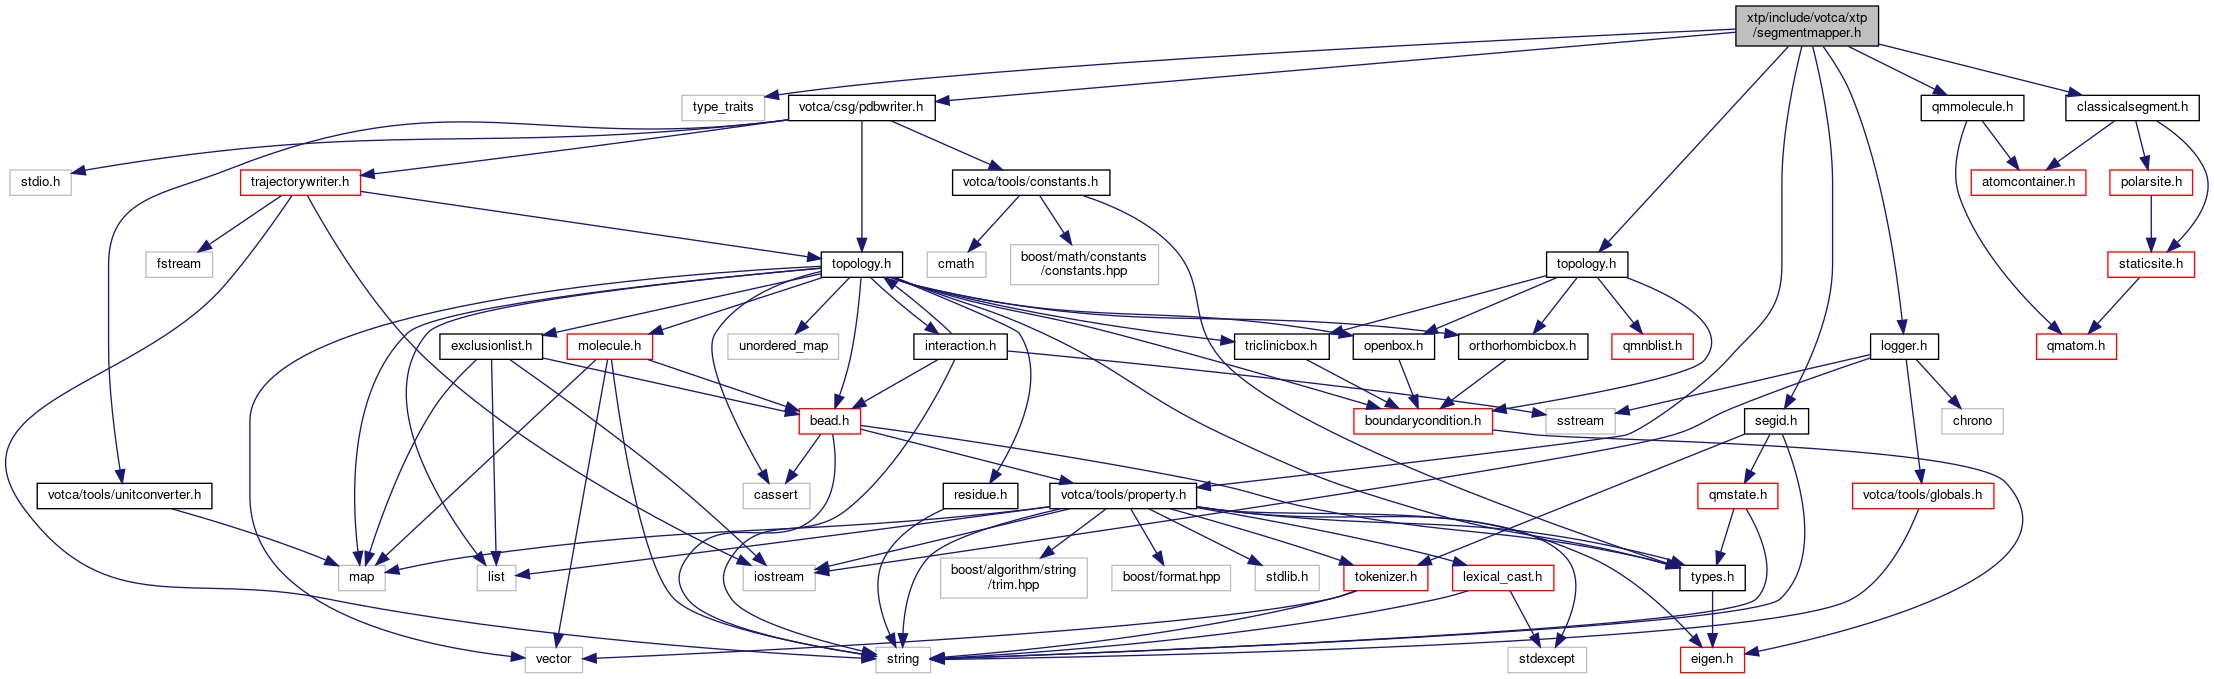 xtp/include/votca/xtp
/segmentmapper.h
type_traits
votca/csg/pdbwriter.h
qmmolecule.h
classicalsegment.h
stdio.h
trajectorywriter.h
votca/tools/constants.h
atomcontainer.h
polarsite.h
fstream
topology.h
cmath
boost/math/constants
/constants.hpp
topology.h
staticsite.h
exclusionlist.h
molecule.h
unordered_map
interaction.h
triclinicbox.h
openbox.h
orthorhombicbox.h
qmnblist.h
logger.h
qmatom.h
bead.h
boundarycondition.h
sstream
segid.h
chrono
votca/tools/unitconverter.h
cassert
residue.h
votca/tools/property.h
qmstate.h
votca/tools/globals.h
map
list
iostream
boost/algorithm/string
/trim.hpp
boost/format.hpp
stdlib.h
tokenizer.h
lexical_cast.h
types.h
vector
string
stdexcept
eigen.h